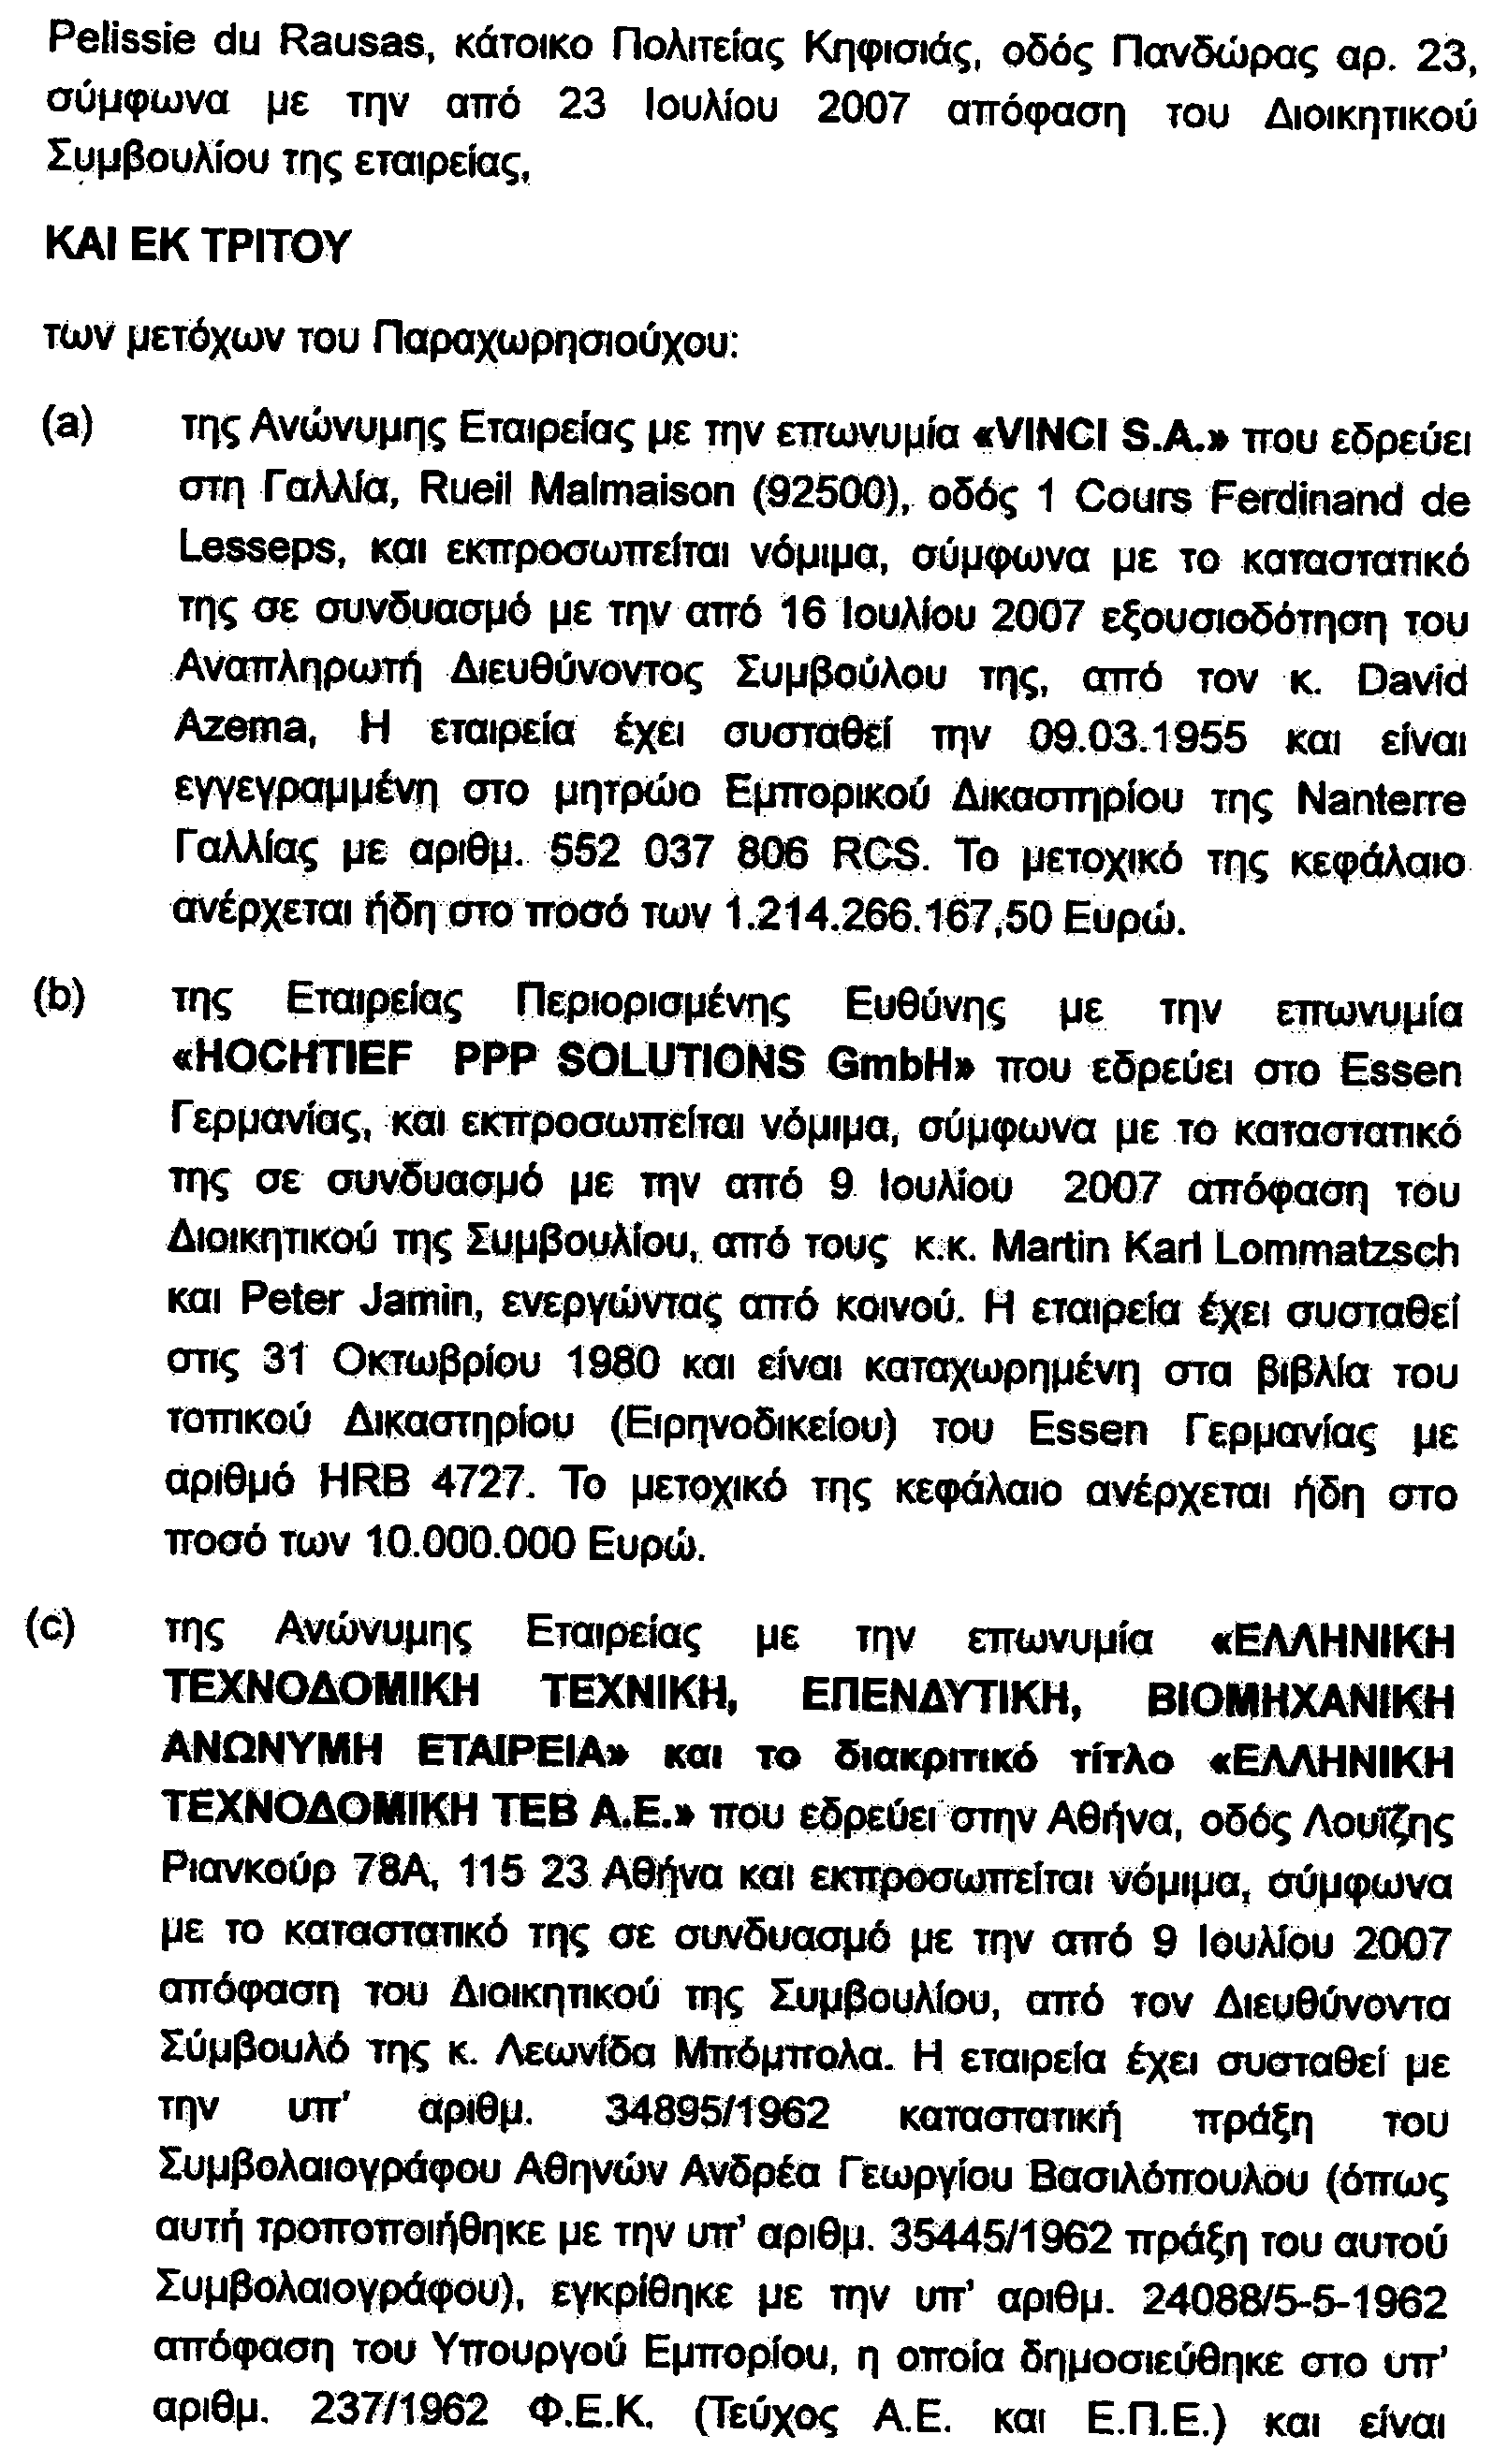 Pelissie du Rausas, κάτοικο Πολιτείας Κηφισιάς, οδός Πανδώρας αρ. 23,
σύμφωνα με την από 23 Ιουλίου 2007 απόφαση του Διοικητικού
Συμβουλίου της εταιρείας,
ΚΑΙ ΕΚ ΤΡΙΤΟΥ
των μετόχων του Παραχωρησιούχου:
(a) της Ανώνυμης Εταιρείας με την επωνυμία «VINCI S.A.» που εδρεύει
στη Γαλλία, Rueil Malmaison (92500), οδός 1 Cours Ferdinand de
Lesseps, και εκπροσωπείται νόμιμα, σύμφωνα με το καταστατικό
της σε συνδυασμό με την από 16 Ιουλίου 2007 εξουσιοδότηση του
Αναπληρωτή Διευθύνοντος Συμβούλου της, από τον κ. David
Azema, Η εταιρεία έχει συσταθεί την 09.03.1955 και είναι
εγγεγραμμένη στο μητρώο Εμπορικού Δικαστηρίου της Nanterre
Γαλλίας με αριθμ. 552 037 806 RCS. Το μετοχικό της κεφάλαιο
ανέρχεται ήδη στο ποσό των 1.214.266.167,50 Ευρώ.
(b) της Εταιρείας Περιορισμένης Ευθύνης με την επωνυμία
«HOCHTIEF PPP SOLUTIONS GmbH» που εδρεύει στο Essen
Γερμανίας, και εκπροσωπείται νόμιμα, σύμφωνα με το καταστατικό
της σε συνδυασμό με την από 9 Ιουλίου 2007 απόφαση του
Διοικητικού της Συμβουλίου, από τους κ.κ. Martin Karl Lommatzsch
και Peter Jamin, ενεργώντας από κοινού. Η εταιρεία έχει συσταθεί
στις 31 Οκτωβρίου 1980 και είναι καταχωρημένη στα βιβλία του
τοπικού Δικαστηρίου (Ειρηνοδικείου) του Essen Γερμανίας με
αριθμό HRB 4727. Το μετοχικό της κεφάλαιο ανέρχεται ήδη στο
ποσό των 10.000.000 Ευρώ.
(c) της Ανώνυμης Εταιρείας με την επωνυμία «ΕΛΛΗΝΙΚΗ
ΤΕΧΝΟΔΟΜΙΚΗ ΤΕΧΝΙΚΗ, ΕΠΕΝΔΥΤΙΚΗ, ΒΙΟΜΗΧΑΝΙΚΗ
ΑΝΩΝΥΜΗ ΕΤΑΙΡΕΙΑ» και το διακριτικό τίτλο «ΕΛΛΗΝΙΚΗ
ΤΕΧΝΟΔΟΜΙΚΗ ΤΕΒ Α.Ε.» που εδρεύει στην Αθήνα, οδός Λουΐζης
Ριανκούρ 78Α, 115 23 Αθήνα και εκπροσωπείται νόμιμα, σύμφωνα
με το καταστατικό της σε συνδυασμό με την από 9 Ιουλίου 2007
απόφαση του Διοικητικού της Συμβουλίου, από τον Διευθύνοντα
Σύμβουλό της κ. Λεωνίδα Μπόμπολα. Η εταιρεία έχει συσταθεί με
την υπ' αριθμ. 34895/1962 καταστατική πράξη του
Συμβολαιογράφου Αθηνών Ανδρέα Γεωργίου Βασιλόπουλου (όπως
αυτή τροποποιήθηκε με την υπ' αριθμ. 35445/1962 πράξη του αυτού
Συμβολαιογράφου), εγκρίθηκε με την υπ' αριθμ. 24088/5-5-1962
απόφαση του Υπουργού Εμπορίου, η οποία δημοσιεύθηκε στο υπ'
αριθμ. 237/1962 Φ.Ε.Κ. (Τεύχος Α.Ε. και Ε.Π.Ε.) και είναι